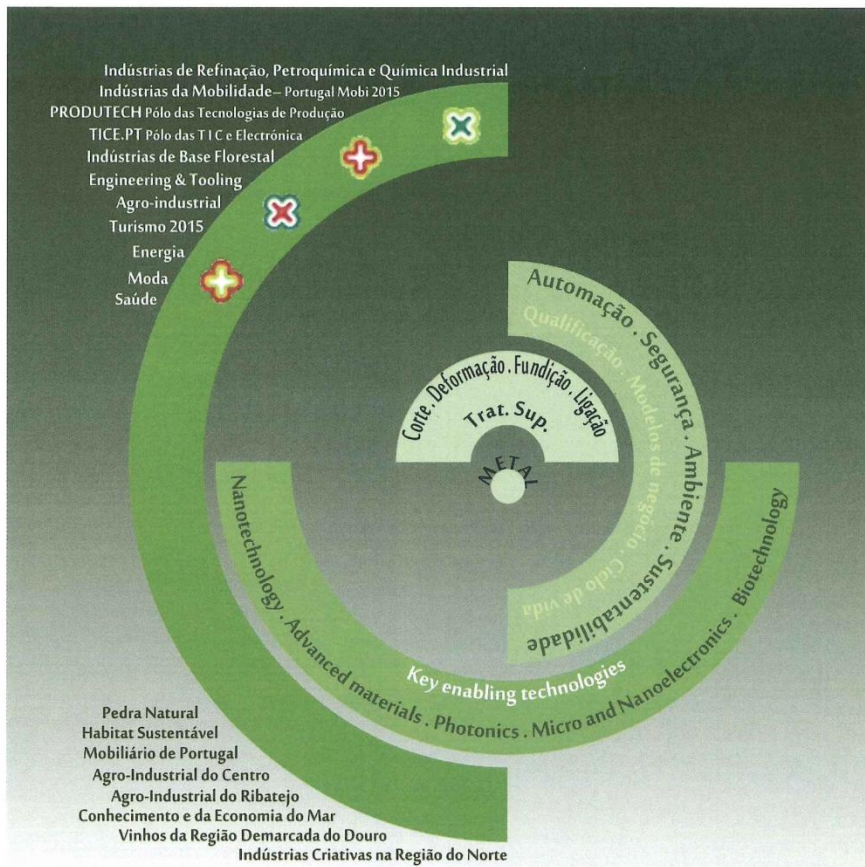 Indústrias de Refinação, Petroquímica e Química Industrial
Indústrias da Mobilidade– Portugal Mobi 2015
PRODUTECH Pólo das Tecnologias de Produção
TICE.PT Pólo das T I C e Electrónica
Indústrias de Base Florestal
Engineering & Tooling
Agro-industrial
Turismo 2015
Energia
Moda
Saúde
Automação . Segurança . Ambiente . Sustentabilidade
Qualificação . Modelos de negócio . Ciclo de vida
Corte . Deformação . Fundição . Ligação
Trat. Sup.
METAL
Key enabling technologies
Nanotechnology . Advanced materials . Photonics . Micro and Nanoelectronics . Biotechnology
Pedra Natural
Habitat Sustentável
Mobiliário de Portugal
Agro-Industrial do Centro
Agro-Industrial do Ribatejo
Conhecimento e da Economia do Mar
Vinhos da Região Demarcada do Douro
Indústrias Criativas na Região do Norte